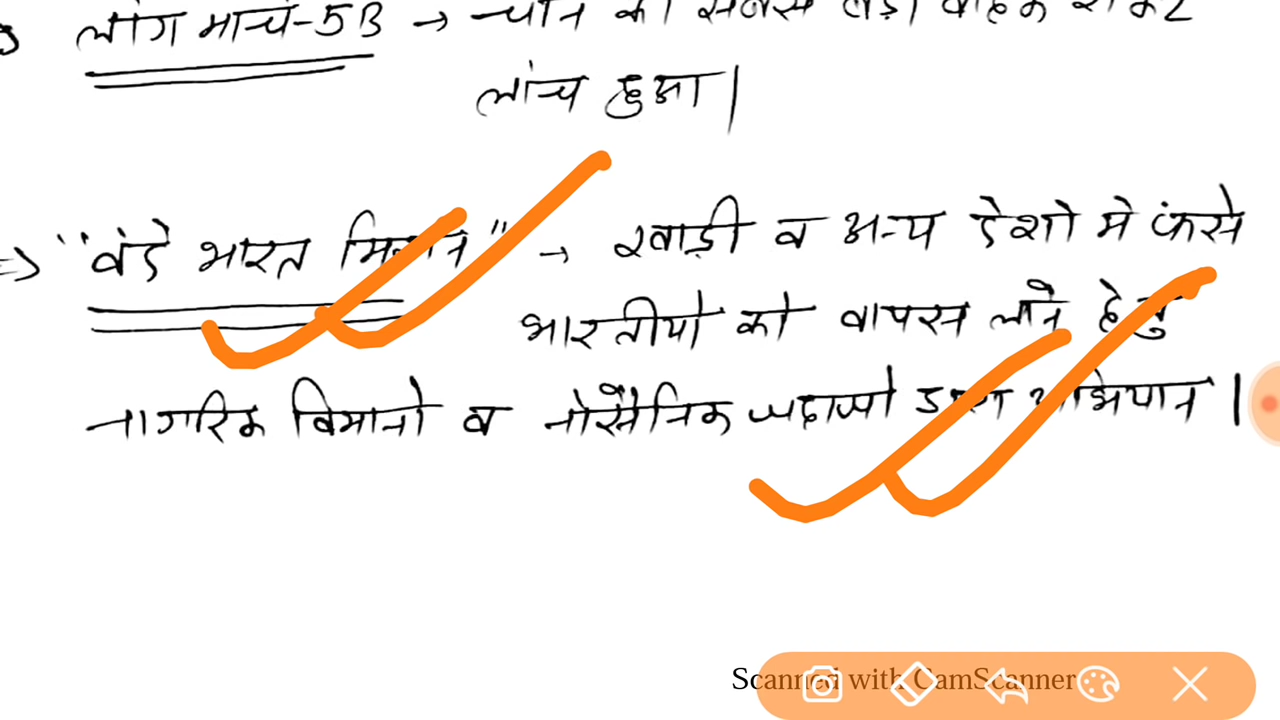 लांग मार्च-5B → चीन का सबसे बड़ा वाहक राकेट
लांच हुआ।
⇒ "वंदे भारत मिशन" → खाड़ी व अन्य देशो मे फंसे
भारतीयो को वापस लाने हेतु
नागरिक विमानो व नोसैनिक जहाजो द्वारा अभियान।
Scanned with CamScanner